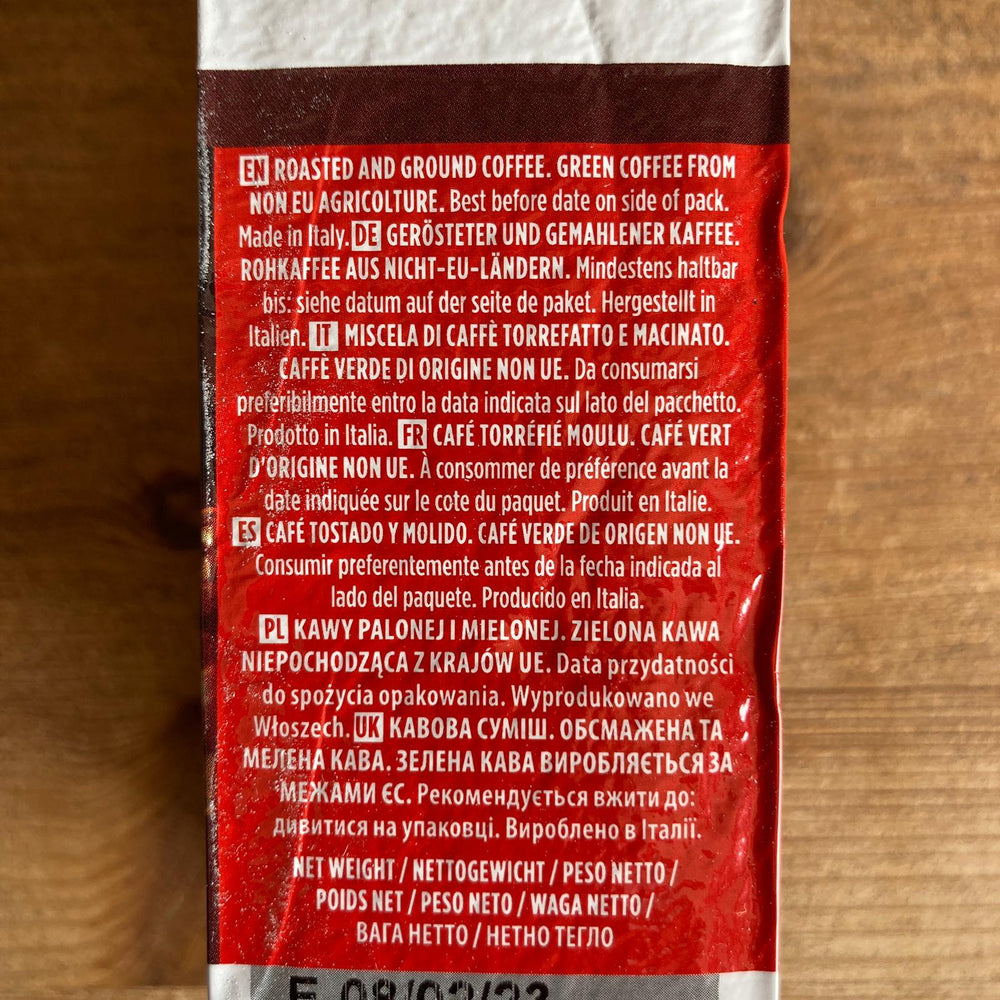 EN ROASTED AND GROUND COFFEE. GREEN COFFEE FROM
NON EU AGRICOLTURE. Best before date on side of pack.
Made in Italy. DE GERÖSTETER UND GEMAHLENER KAFFEE.
ROHKAFFEE AUS NICHT-EU-LÄNDERN. Mindestens haltbar
bis: siehe datum auf der seite de paket. Hergestellt in
Italien. IT MISCELA DI CAFFÈ TORREFATTO E MACINATO.
CAFFÈ VERDE DI ORIGINE NON UE. Da consumarsi
preferibilmente entro la data indicata sul lato del pacchetto.
Prodotto in Italia. FR CAFÉ TORRÉFIÉ MOULU. CAFÉ VERT
D'ORIGINE NON UE. À consommer de préférence avant la
date indiquée sur le cote du paquet. Produit en Italie.
ES CAFÉ TOSTADO Y MOLIDO. CAFÉ VERDE DE ORIGEN NON UE.
Consumir preferentemente antes de la fecha indicada al
lado del paquete. Producido en Italia.
PL KAWY PALONEJ I MIELONEJ. ZIELONA KAWA
NIEPOCHODZĄCA Z KRAJÓW UE. Data przydatności
do spożycia opakowania. Wyprodukowano we
Włoszech. UK КАВОВА СУМІШ. ОБСМАЖЕНА ТА
МЕЛЕНА КАВА. ЗЕЛЕНА КАВА ВИРОБЛЯЄТЬСЯ ЗА
МЕЖАМИ ЄС. Рекомендується вжити до:
дивитися на упаковці. Вироблено в Італії.
NET WEIGHT / NETTOGEWICHT / PESO NETTO /
POIDS NET / PESO NETO / WAGA NETTO /
ВАГА НЕТТО / НЕТНО ТЕГЛО